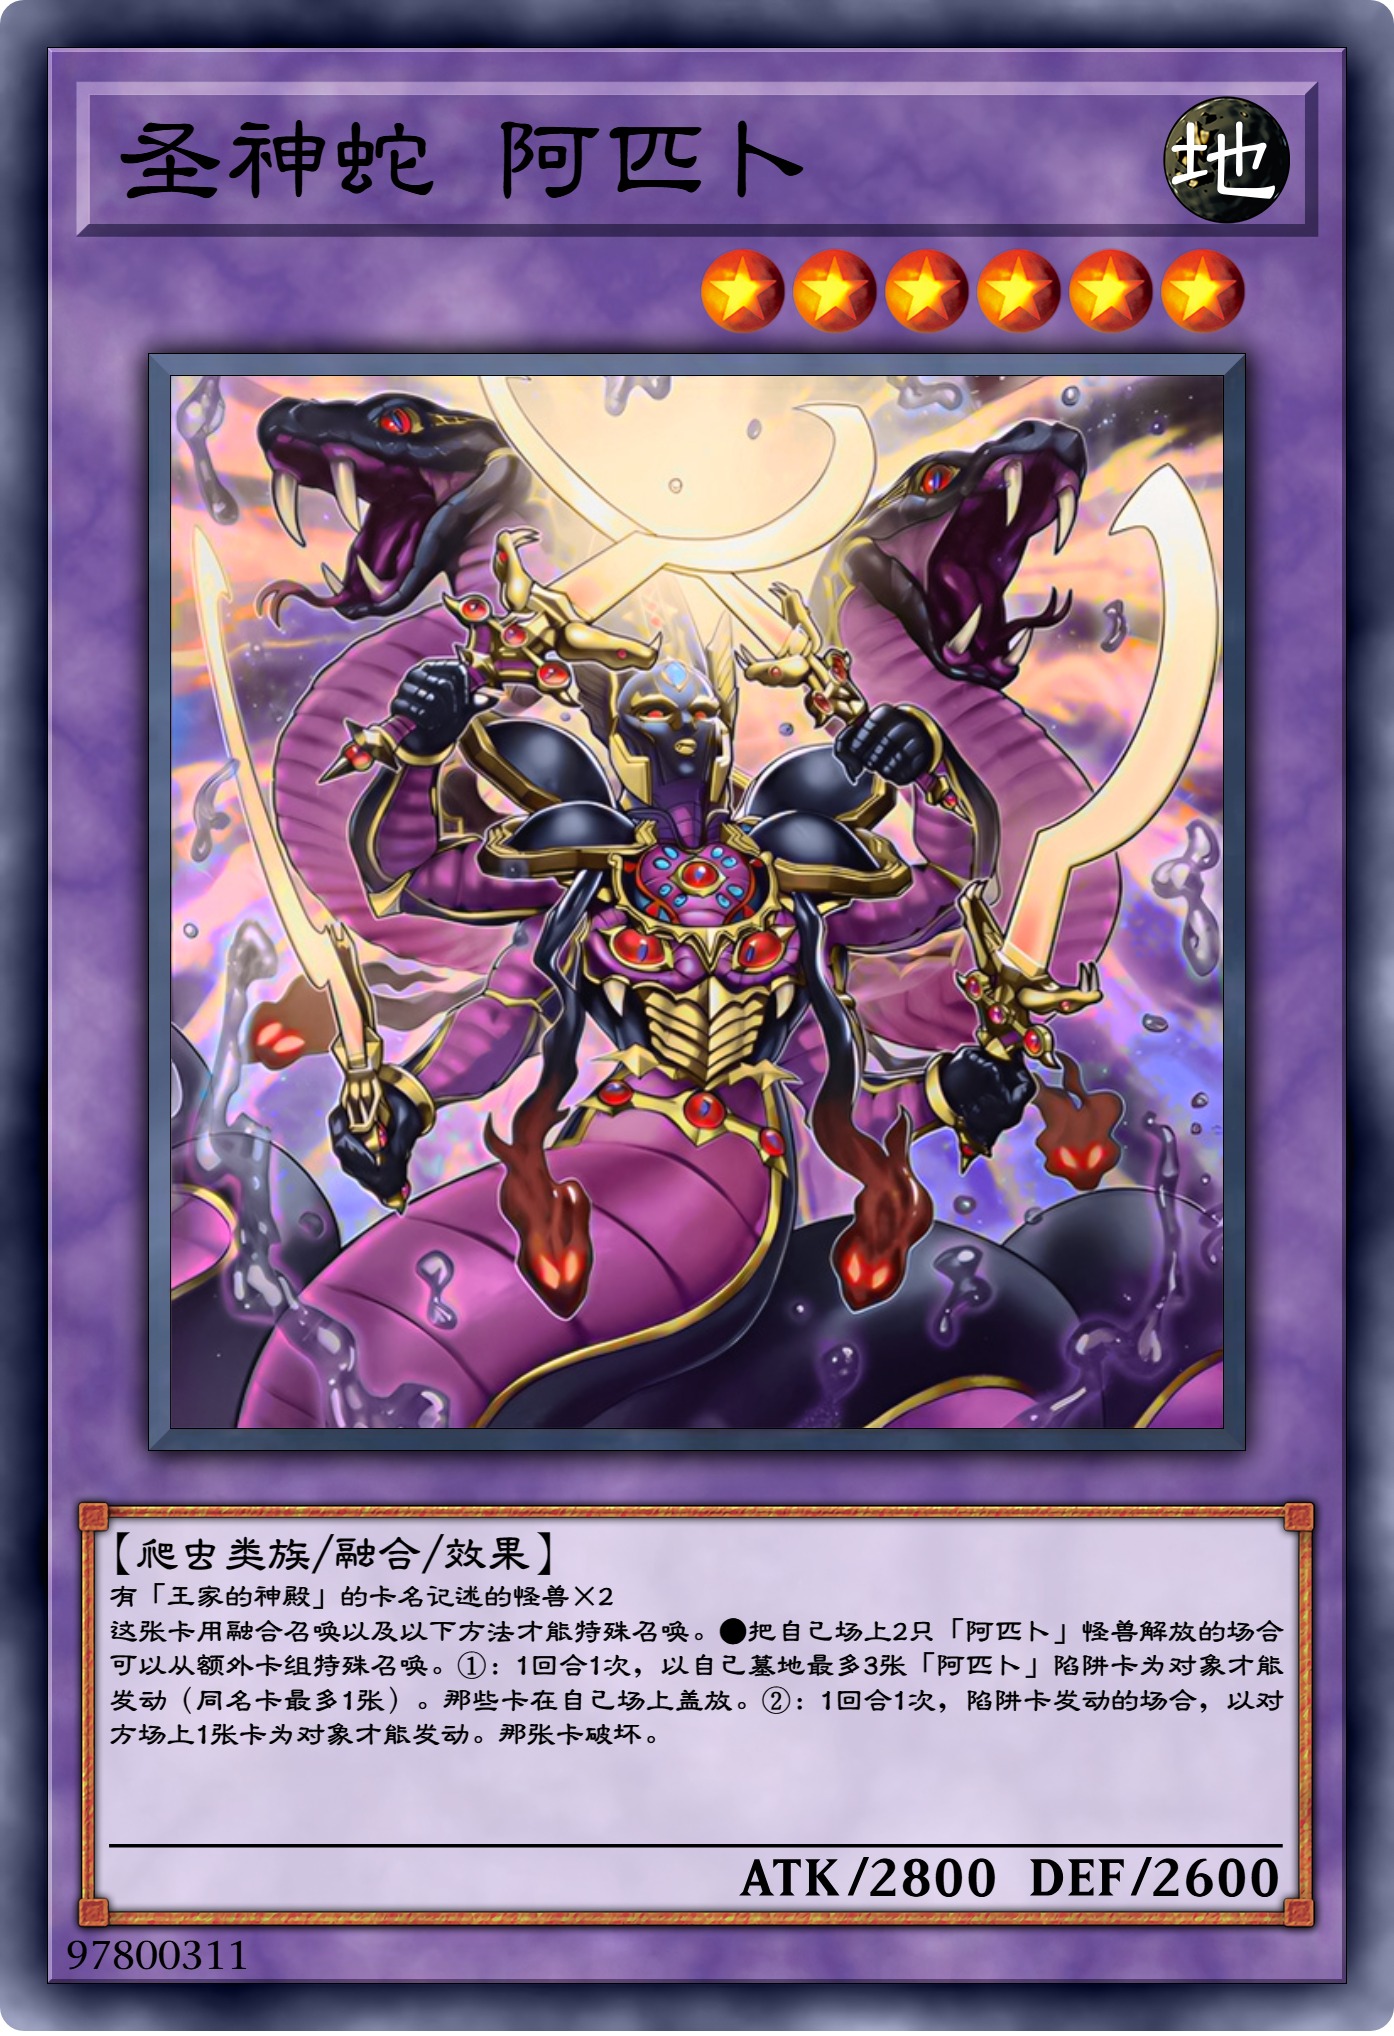 圣神蛇 阿匹卜
地
【爬虫类族/融合/效果】
有「王家的神殿」的卡名记述的怪兽×2
这张卡用融合召唤以及以下方法才能特殊召唤。●把自己场上2只「阿匹卜」怪兽解放的场合
可以从额外卡组特殊召唤。①：1回合1次，以自己墓地最多3张「阿匹卜」陷阱卡为对象才能
发动（同名卡最多1张）。那些卡在自己场上盖放。②：1回合1次，陷阱卡发动的场合，以对
方场上1张卡为对象才能发动。那张卡破坏。
ATK/2800 DEF/2600
97800311